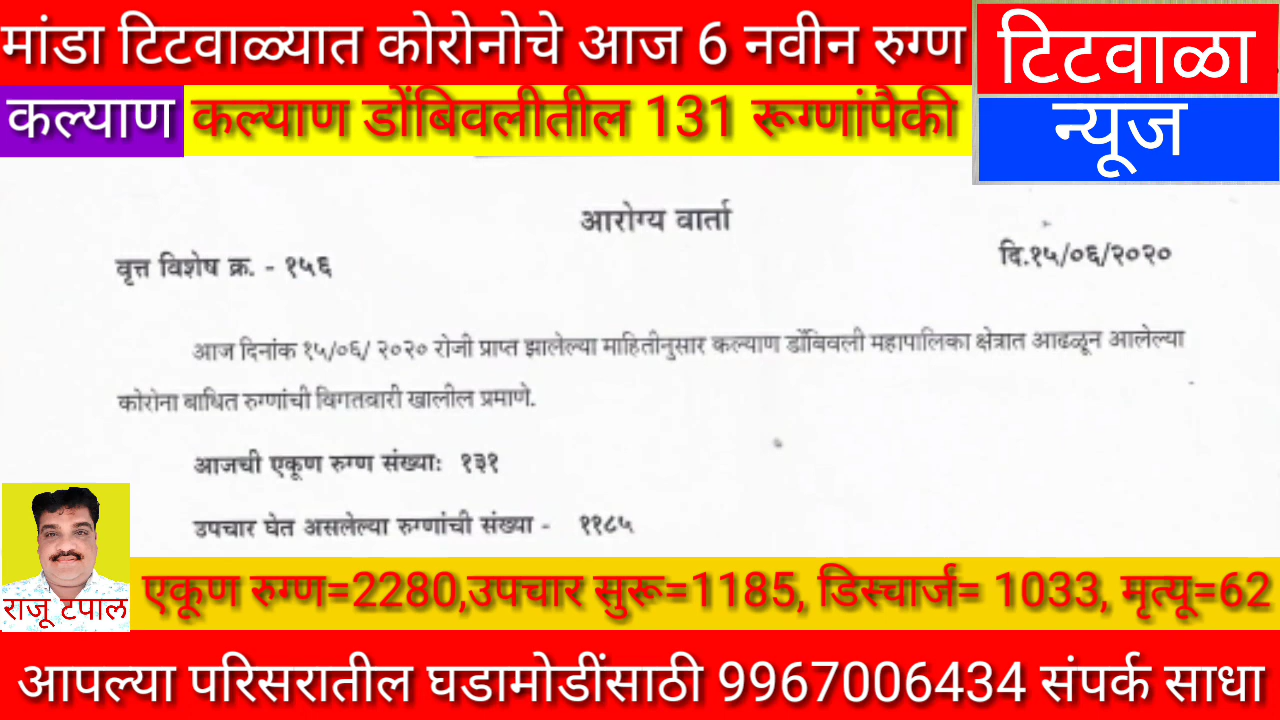 मांडा टिटवाळ्यात कोरोनोचे आज 6 नवीन रुग्ण
टिटवाळा
न्यूज
कल्याण
कल्याण डोंबिवलीतील 131 रूग्णांपैकी
आरोग्य वार्ता
वृत्त विशेष क्र. - १५६
दि.१५/०६/२०२०
आज दिनांक १५/०६/ २०२० रोजी प्राप्त झालेल्या माहितीनुसार कल्याण डोंबिवली महापालिका क्षेत्रात आढळून आलेल्या
कोरोना बाधित रुग्णांची विगतवारी खालील प्रमाणे.
आजची एकूण रुग्ण संख्या: १३१
उपचार घेत असलेल्या रुग्णांची संख्या - ११८५
राजू टपाल
एकूण रुग्ण=2280,उपचार सुरू=1185, डिस्चार्ज= 1033, मृत्यू=62
आपल्या परिसरातील घडामोडींसाठी 9967006434 संपर्क साधा